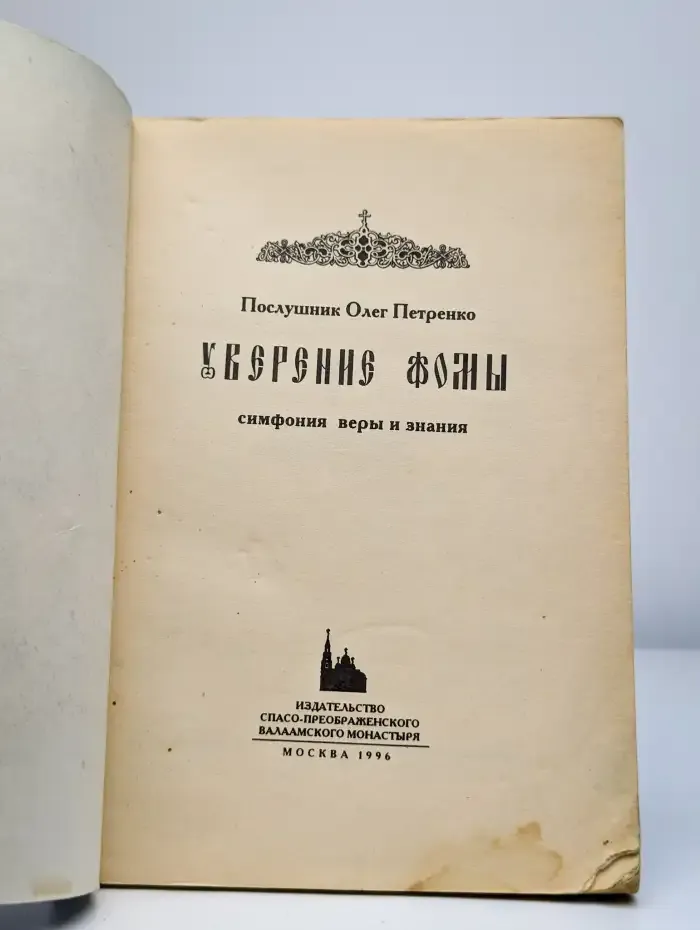 Послушник Олег Петренко
УВЕРЕНИЕ ФОМЫ
симфония веры и знания
ИЗДАТЕЛЬСТВО
СПАСО-ПРЕОБРАЖЕНСКОГО
ВАЛААМСКОГО МОНАСТЫРЯ
МОСКВА 1996